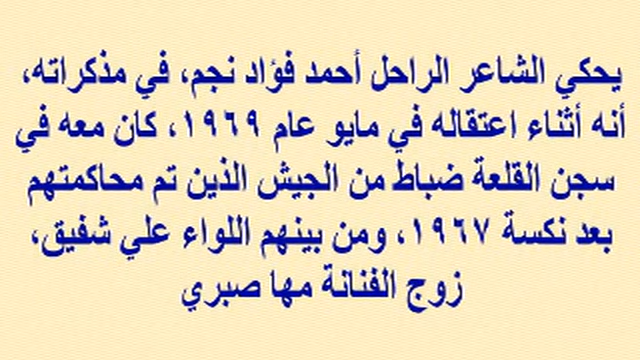 يحكي الشاعر الراحل أحمد فؤاد نجم، في مذكراته،
أنه أثناء اعتقاله في مايو عام ١٩٦٩، كان معه في
سجن القلعة ضباط من الجيش الذين تم محاكمتهم
بعد نكسة ١٩٦٧، ومن بينهم اللواء علي شفيق،
زوج الفنانة مها صبري